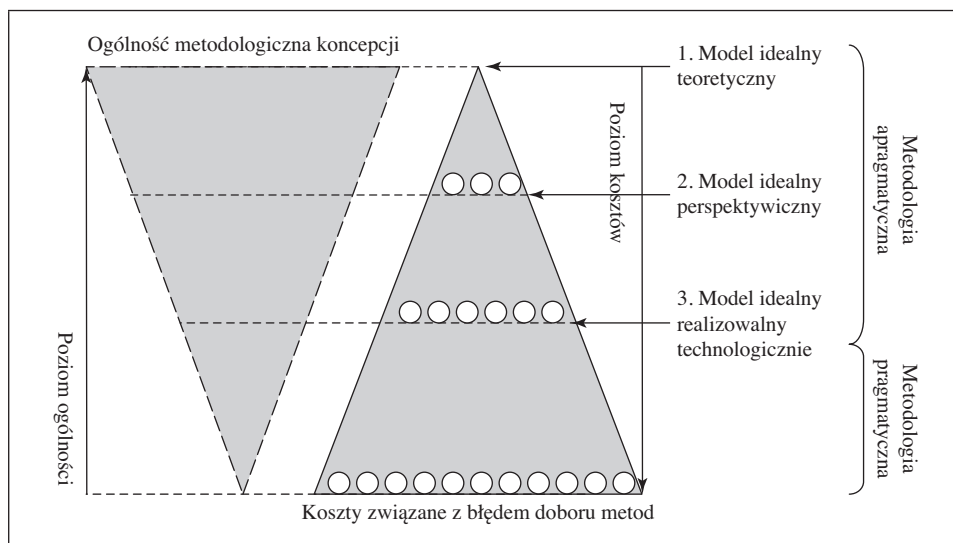 Ogólność metodologiczna koncepcji
1. Model idealny
teoretyczny
Poziom kosztów
2. Model idealny
perspektywiczny
Metodologia
apragmatyczna
3. Model idealny
realizowalny
technologicznie
Poziom ogólności
Metodologia
pragmatyczna
Koszty związane z błędem doboru metod